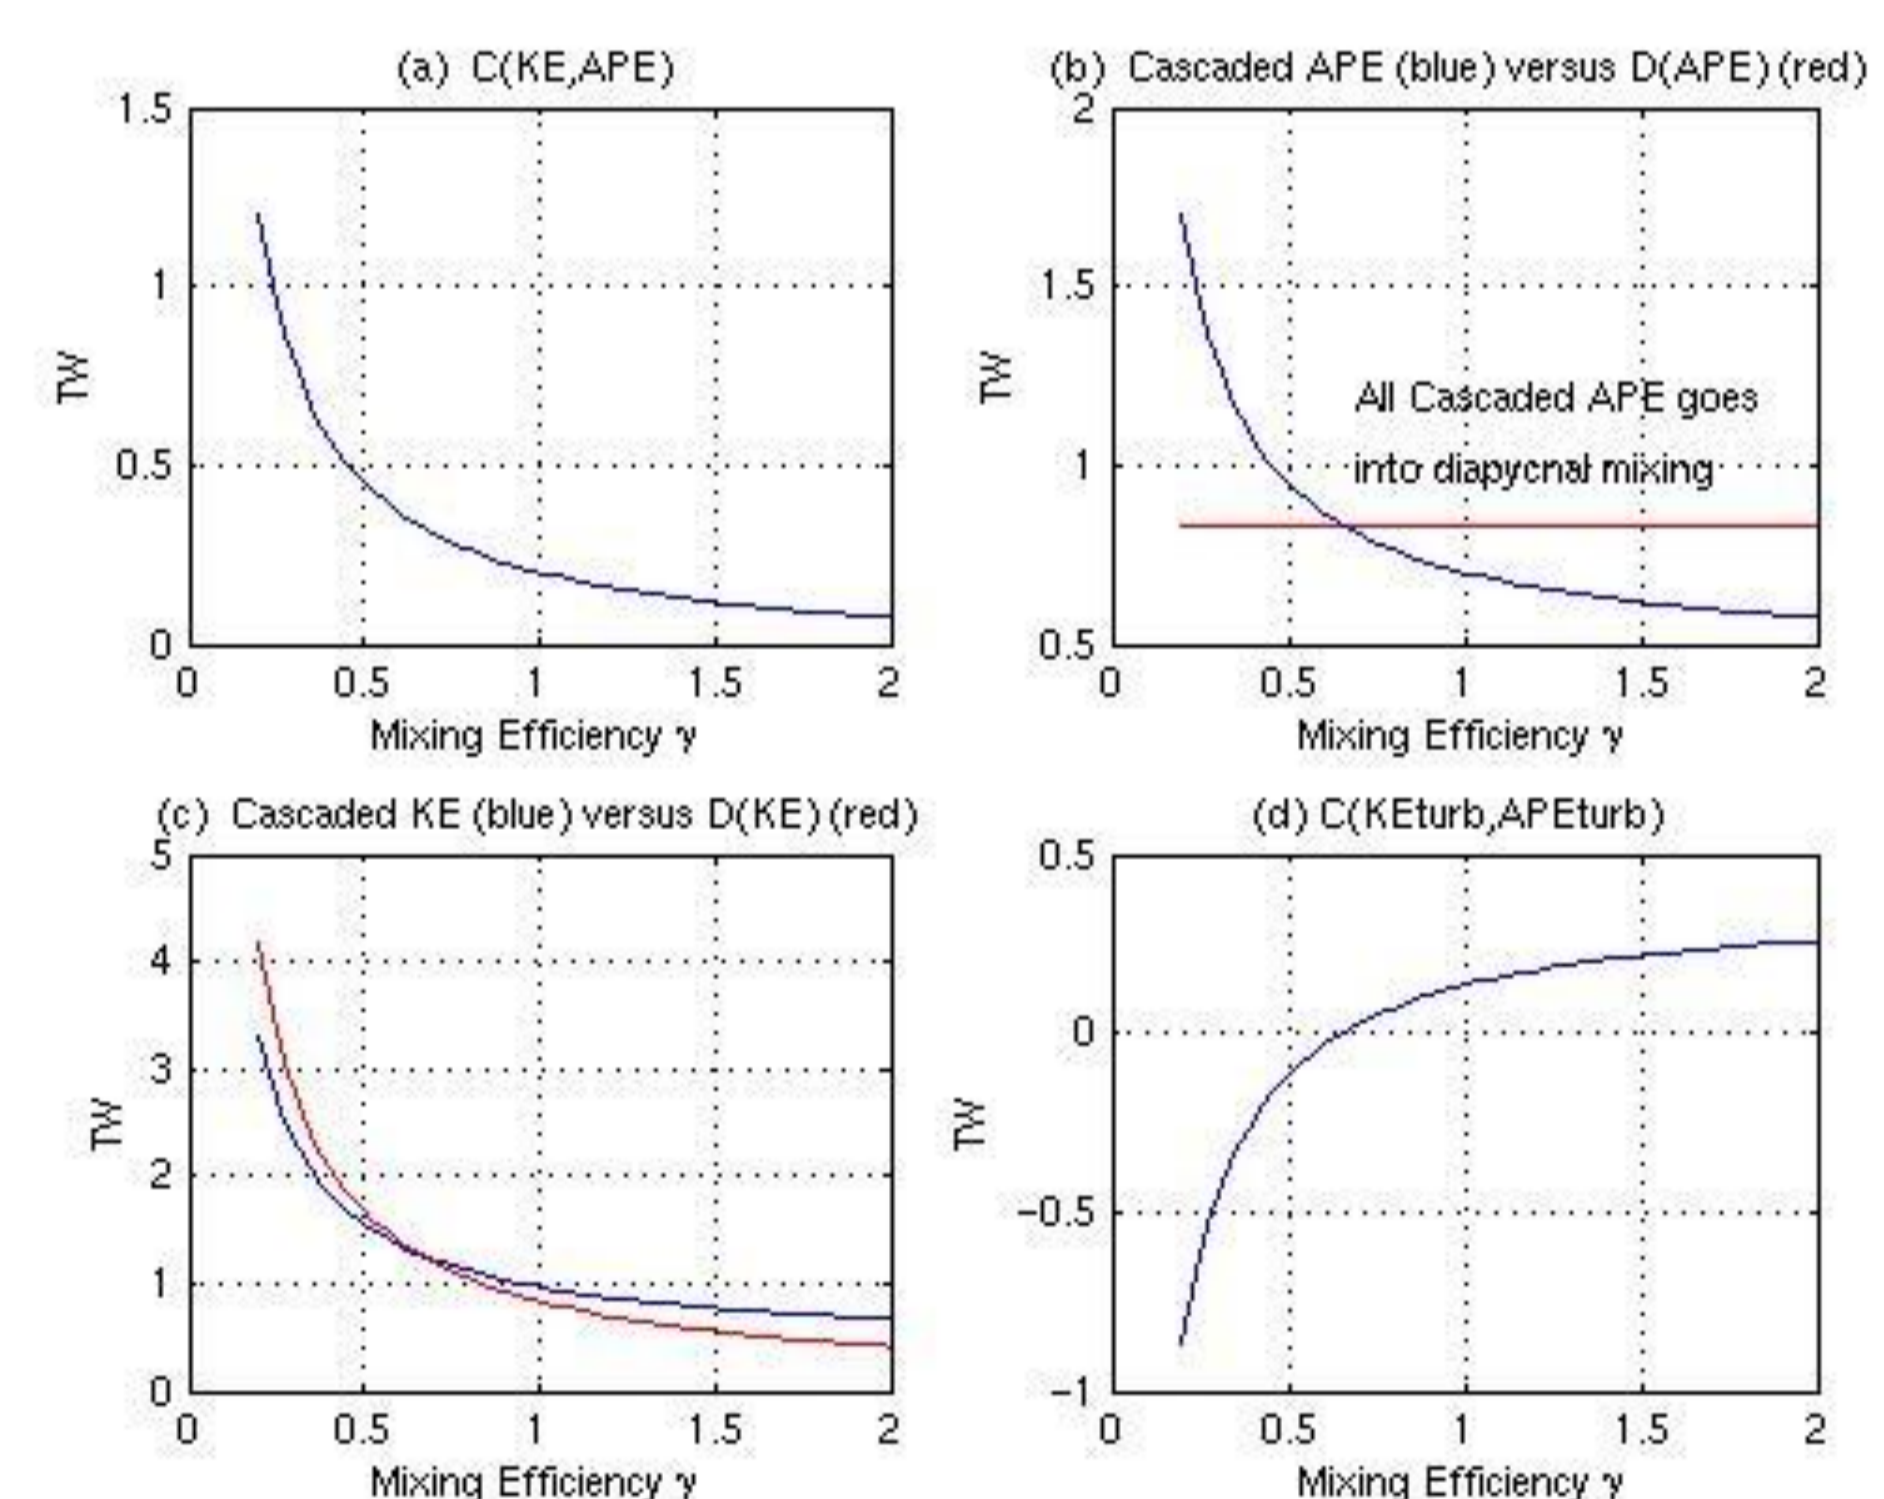 (a) C(KE,APE)
1.5
1
0.5
0
TW
0 0.5 1 1.5 2
Mixing Efficiency γ
(b) Cascaded APE (blue) versus D(APE) (red)
2
1.5
1
0.5
TW
All Cascaded APE goes
into diapycnal mixing
0 0.5 1 1.5 2
Mixing Efficiency γ
(c) Cascaded KE (blue) versus D(KE) (red)
5
4
3
2
1
0
TW
0 0.5 1 1.5 2
Mixing Efficiency γ
(d) C(KEturb,APEturb)
0.5
0
−0.5
−1
TW
0 0.5 1 1.5 2
Mixing Efficiency γ